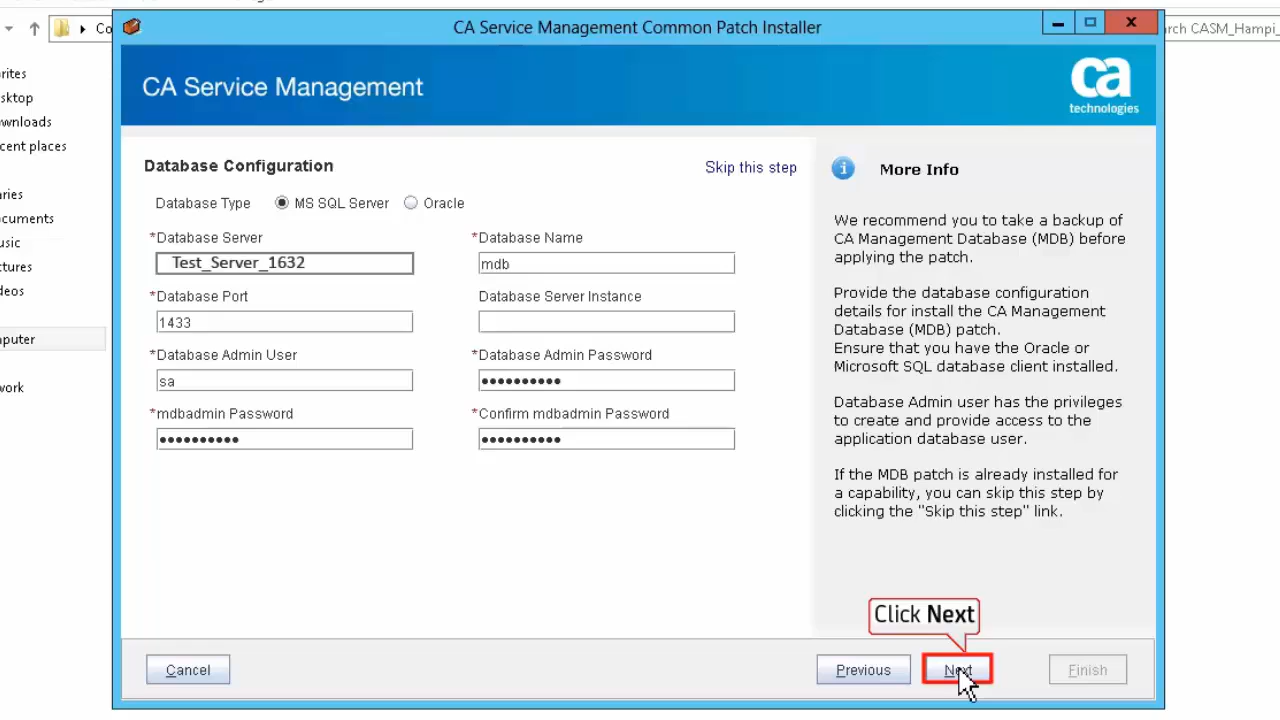 CA Service Management Common Patch Installer
Co
arch CASM_Hampi_
CA Service Management
ca
technologies
rites
sktop
wnloads
cent places
ries
cuments
usic
tures
deos
mputer
work
Database Configuration
Skip this step
Database Type
MS SQL Server
Oracle
*Database Server
*Database Name
Test_Server_1632
mdb
*Database Port
Database Server Instance
1433
*Database Admin User
*Database Admin Password
sa
*mdbadmin Password
*Confirm mdbadmin Password
More Info
We recommend you to take a backup of
CA Management Database (MDB) before
applying the patch.
Provide the database configuration
details for install the CA Management
Database (MDB) patch.
Ensure that you have the Oracle or
Microsoft SQL database client installed.
Database Admin user has the privileges
to create and provide access to the
application database user.
If the MDB patch is already installed for
a capability, you can skip this step by
clicking the "Skip this step" link.
Click Next
Cancel
Previous
Next
Finish